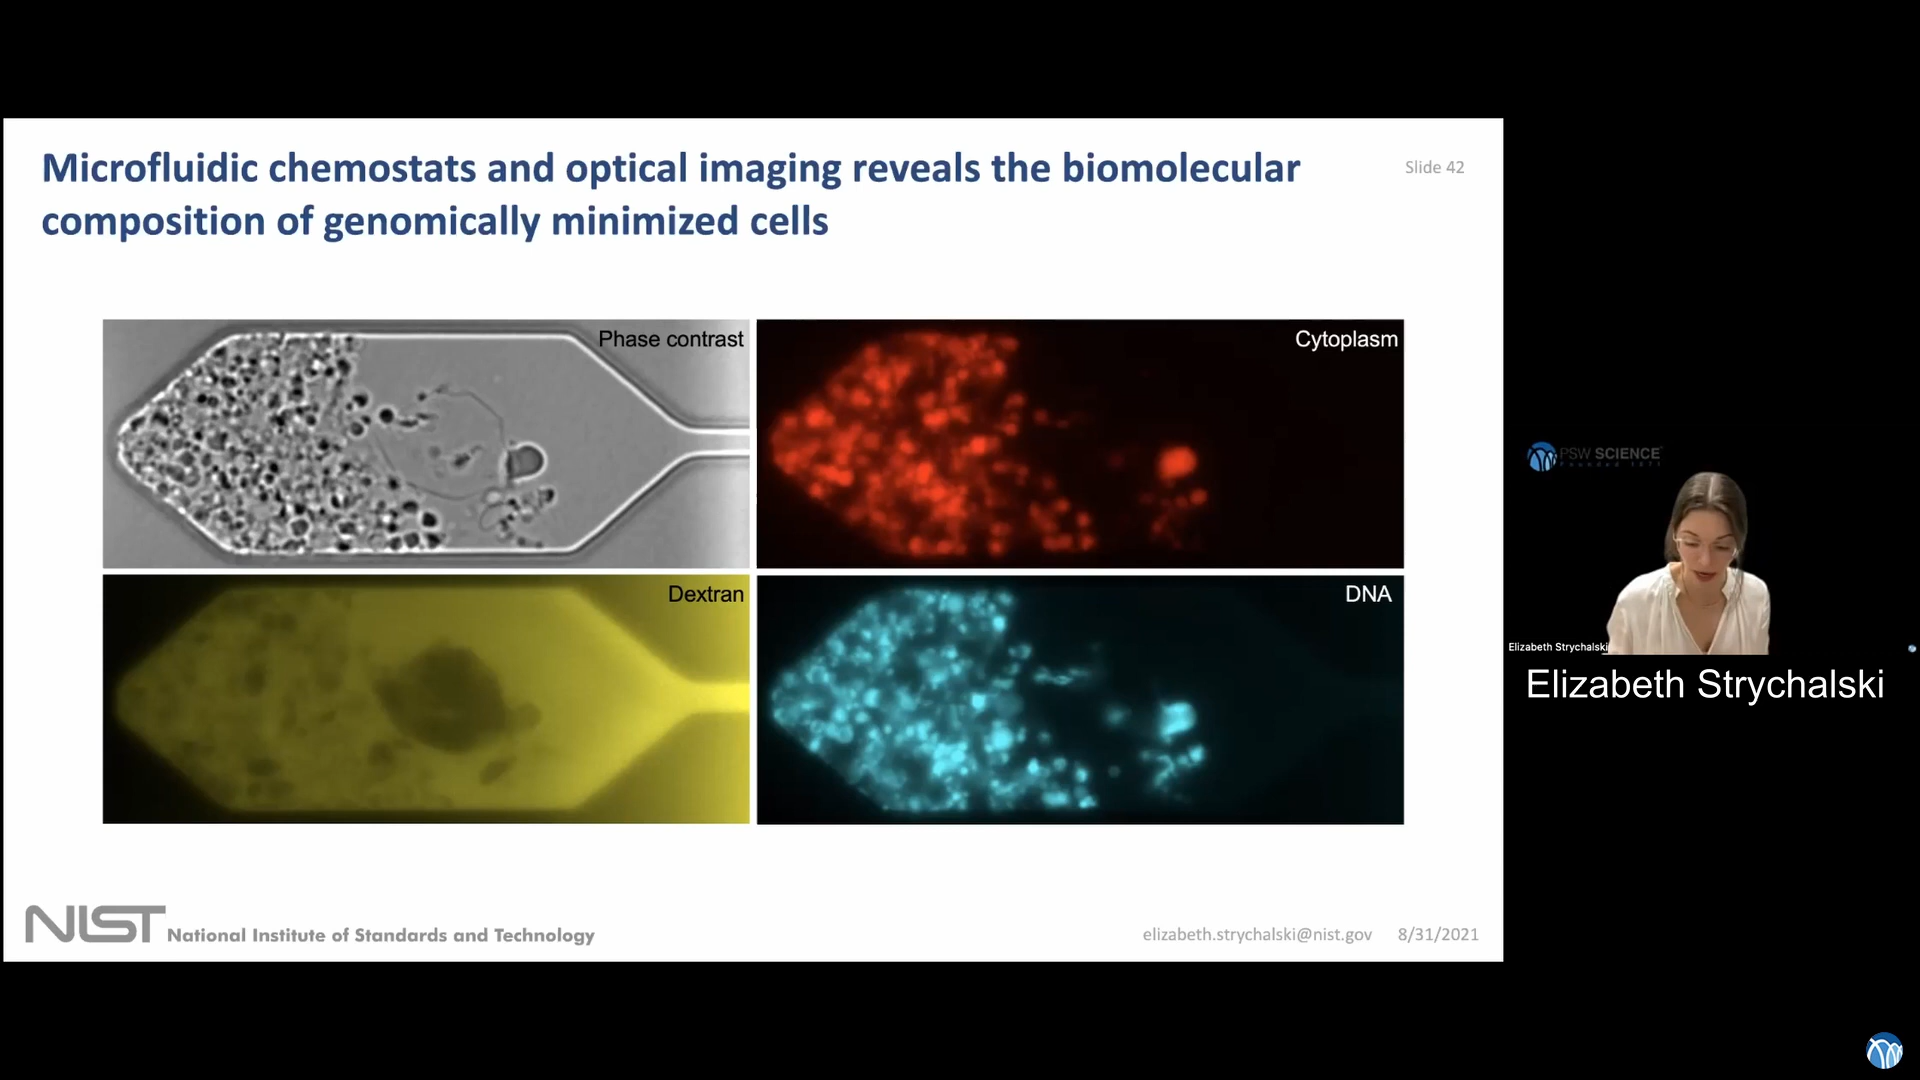 Microfluidic chemostats and optical imaging reveals the biomolecular
composition of genomically minimized cells
Slide 42
Phase contrast
Cytoplasm
Dextran
DNA
NIST National Institute of Standards and Technology
elizabeth.strychalski@nist.gov 8/31/2021
PSW SCIENCE
Founded 1871
Elizabeth Strychalski
Elizabeth Strychalski